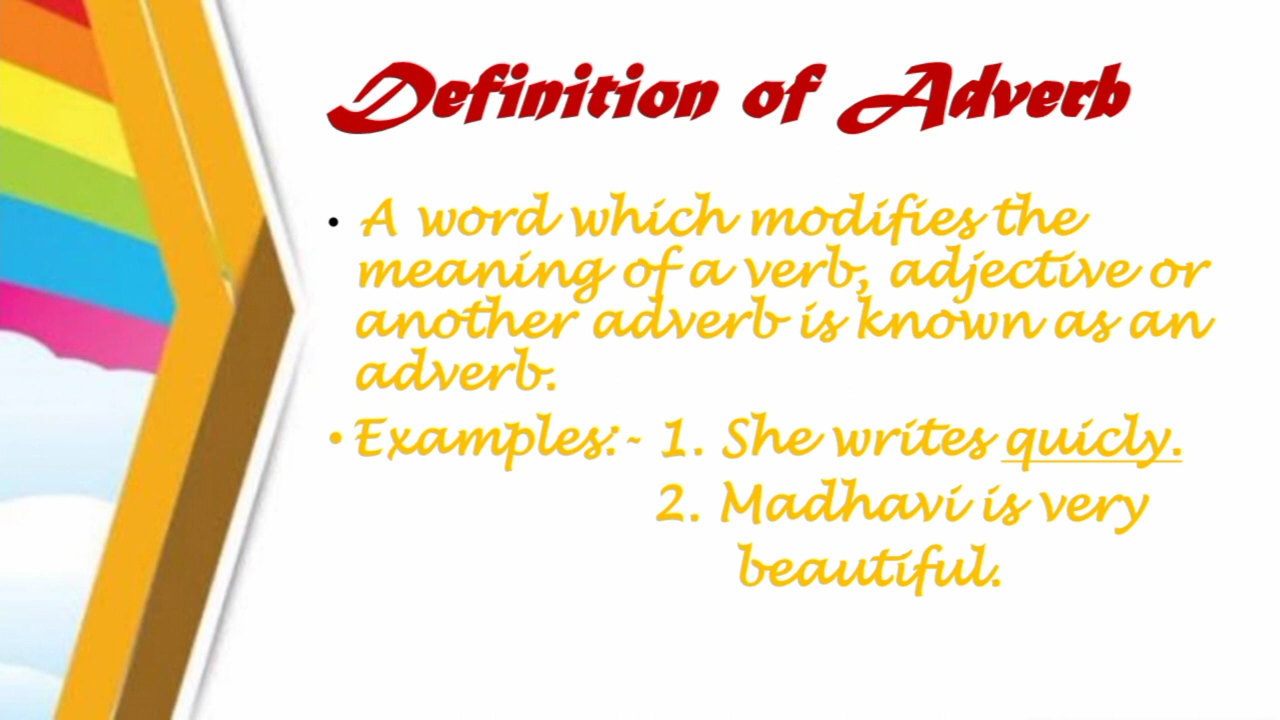 Definition of Adverb
• A word which modifies the
meaning of a verb, adjective or
another adverb is known as an
adverb.
• Examples:- 1. She writes quicly.
2. Madhavi is very
beautiful.